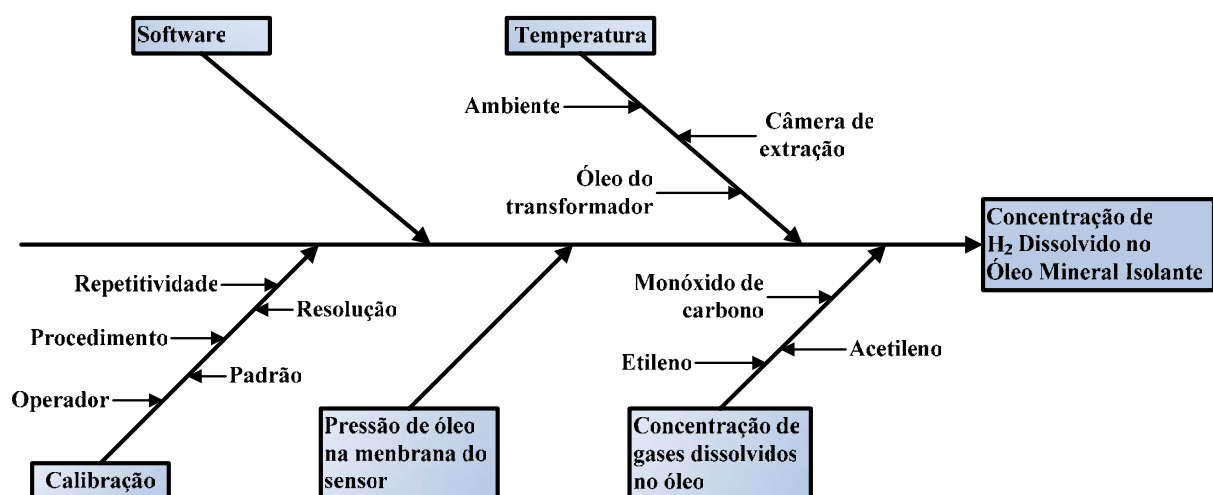 Software
Temperatura
Ambiente
Câmera de
extração
Óleo do
transformador
Concentração de
H₂ Dissolvido no
Óleo Mineral Isolante
Repetitividade
Resolução
Procedimento
Padrão
Operador
Calibração
Pressão de óleo
na menbrana do
sensor
Monóxido de
carbono
Acetileno
Etileno
Concentração de
gases dissolvidos
no óleo